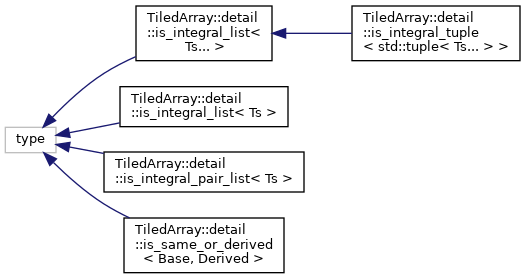 TiledArray::detail
::is_integral_list<
Ts... >
TiledArray::detail
::is_integral_tuple
< std::tuple< Ts... > >
TiledArray::detail
::is_integral_list< Ts >
type
TiledArray::detail
::is_integral_pair_list< Ts >
TiledArray::detail
::is_same_or_derived
< Base, Derived >